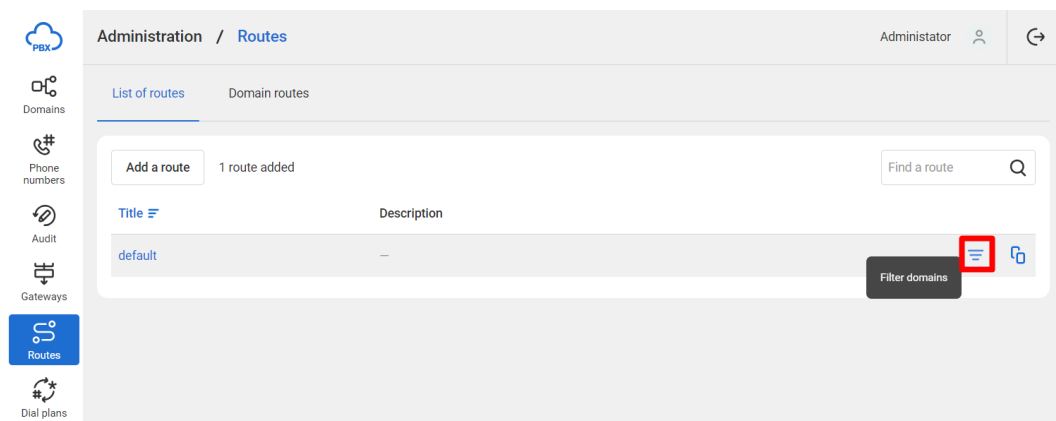 PBX
Administration / Routes
Administator
Domains
Phone
numbers
Audit
Gateways
Routes
Dial plans
List of routes
Domain routes
Add a route
1 route added
Find a route
Title
Description
default
—
Filter domains